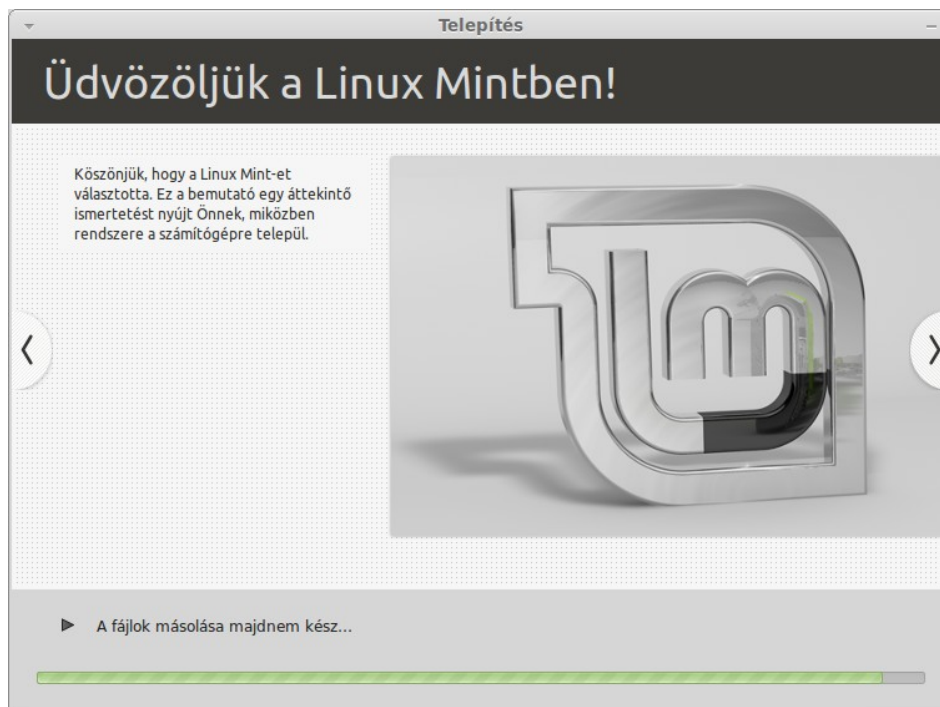 Telepítés
Üdvözöljük a Linux Mintben!
Köszönjük, hogy a Linux Mint-et
választotta. Ez a bemutató egy áttekintő
ismertetést nyújt Önnek, miközben
rendszere a számítógépre települ.
A fájlok másolása majdnem kész...